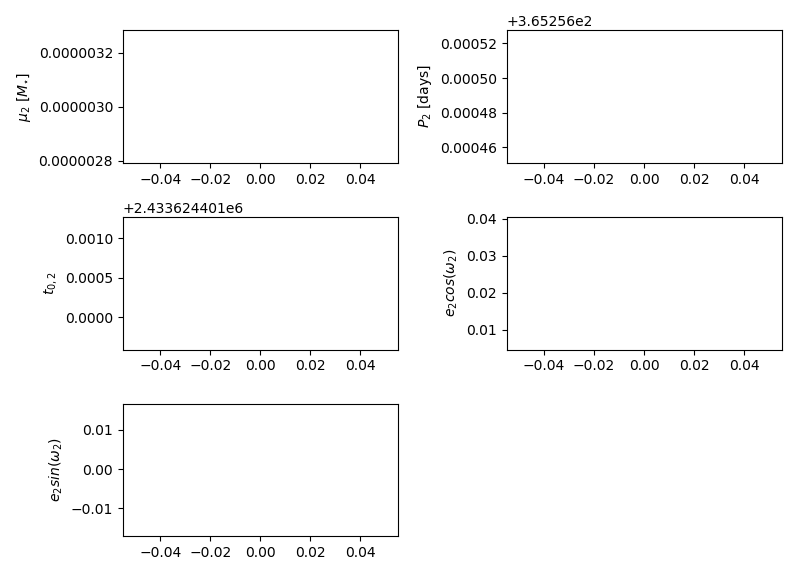 +3.65256e2
μ₂ [M⋆]
0.0000032
0.0000030
0.0000028
−0.04 −0.02 0.00 0.02 0.04
P₂ [days]
0.00052
0.00050
0.00048
0.00046
−0.04 −0.02 0.00 0.02 0.04
+2.433624401e6
t₀,₂
0.0010
0.0005
0.0000
−0.04 −0.02 0.00 0.02 0.04
e₂cos(ω₂)
0.04
0.03
0.02
0.01
−0.04 −0.02 0.00 0.02 0.04
e₂sin(ω₂)
0.01
0.00
−0.01
−0.04 −0.02 0.00 0.02 0.04